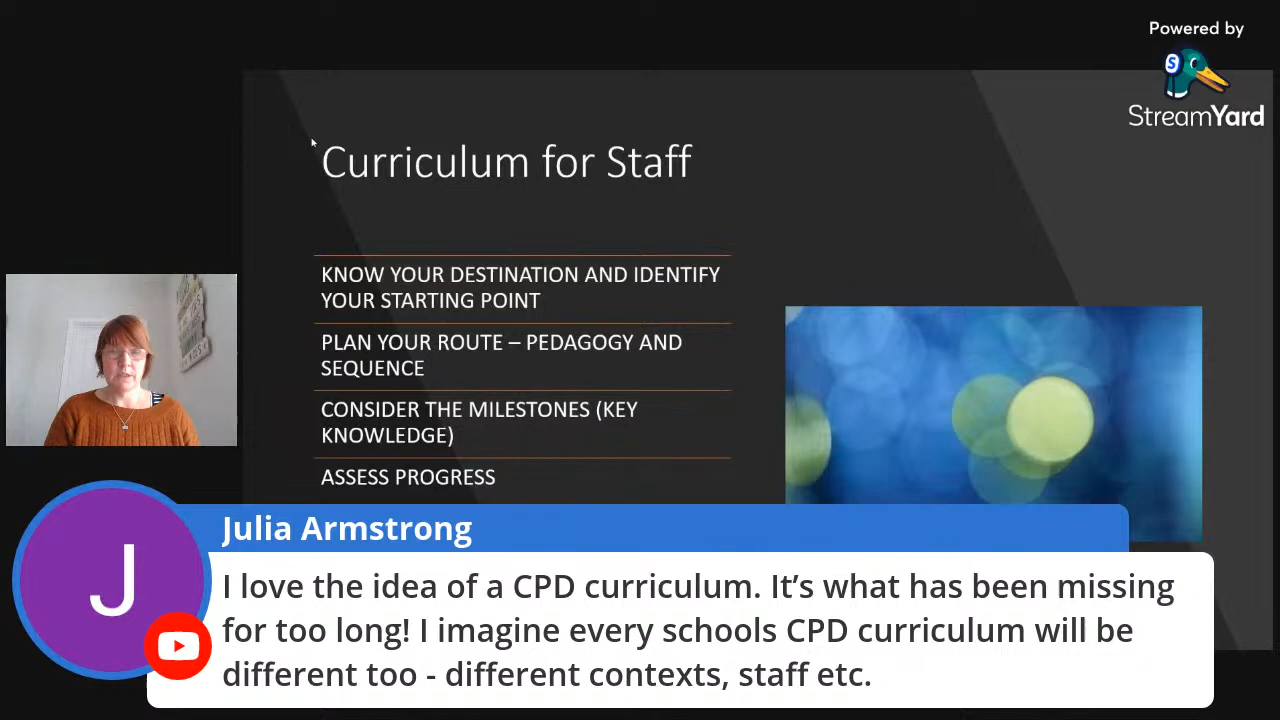 Powered by
S
StreamYard
Curriculum for Staff
KNOW YOUR DESTINATION AND IDENTIFY
YOUR STARTING POINT
PLAN YOUR ROUTE – PEDAGOGY AND
SEQUENCE
CONSIDER THE MILESTONES (KEY
KNOWLEDGE)
ASSESS PROGRESS
J
Julia Armstrong
I love the idea of a CPD curriculum. It’s what has been missing
for too long! I imagine every schools CPD curriculum will be
different too - different contexts, staff etc.